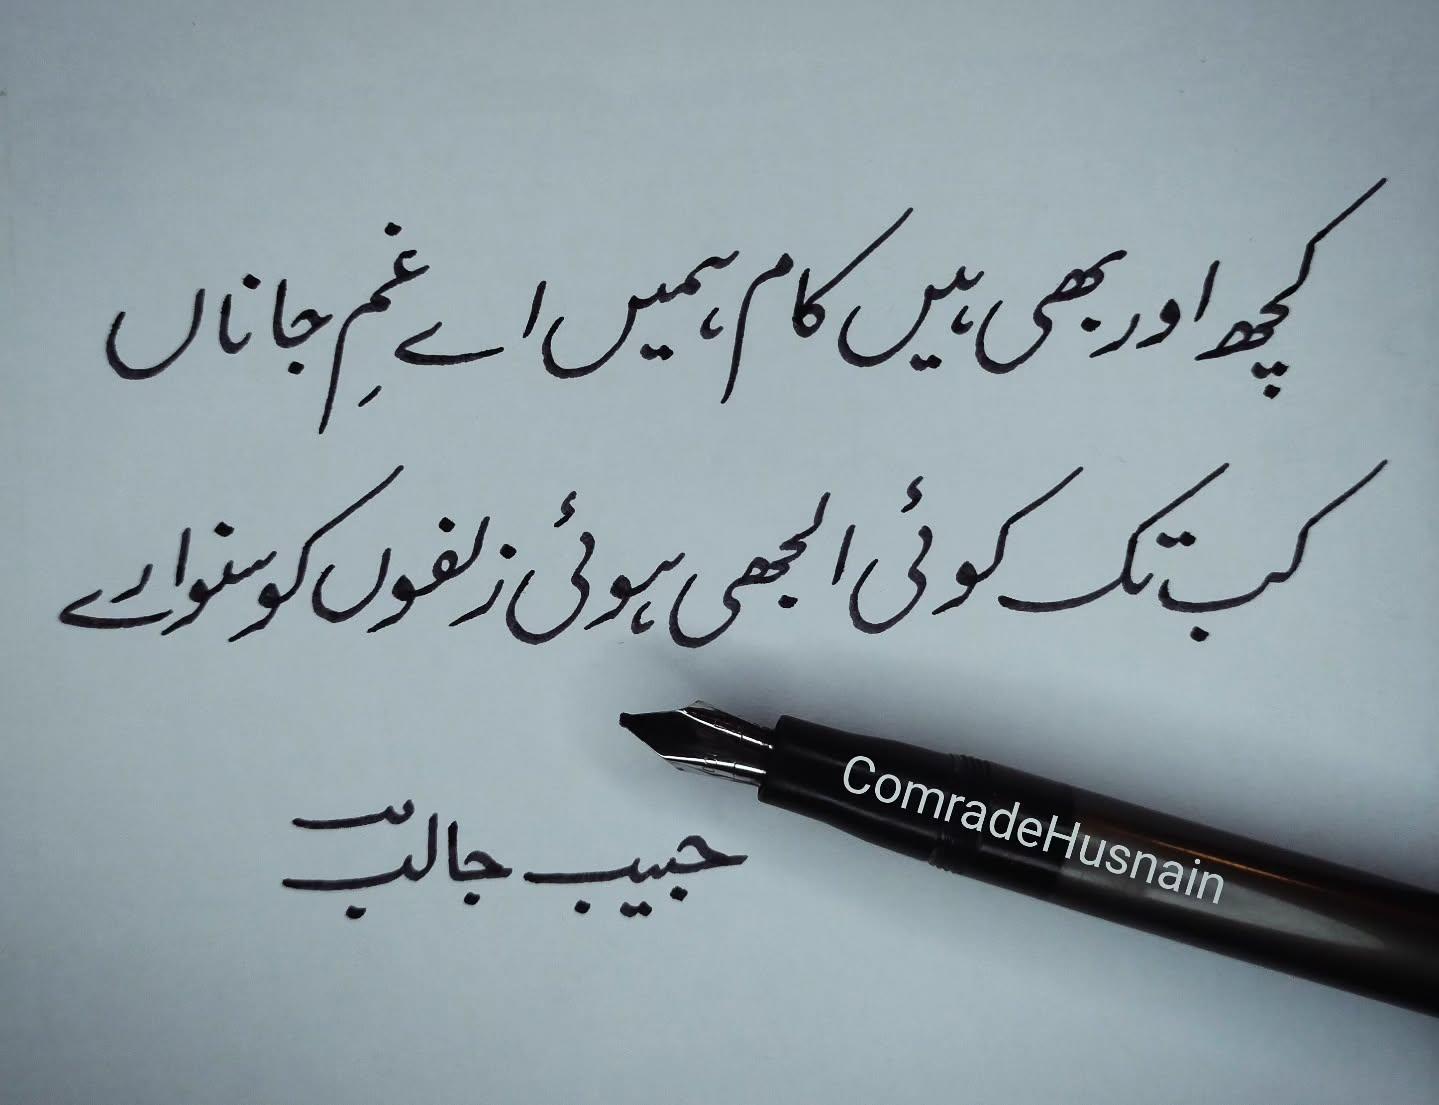 کچھ اور بھی ہیں کام ہمیں اے غمِ جاناں
کب تک کوئی الجھی ہوئی زلفوں کو سنوارے
حبیب جالب
ComradeHusnain